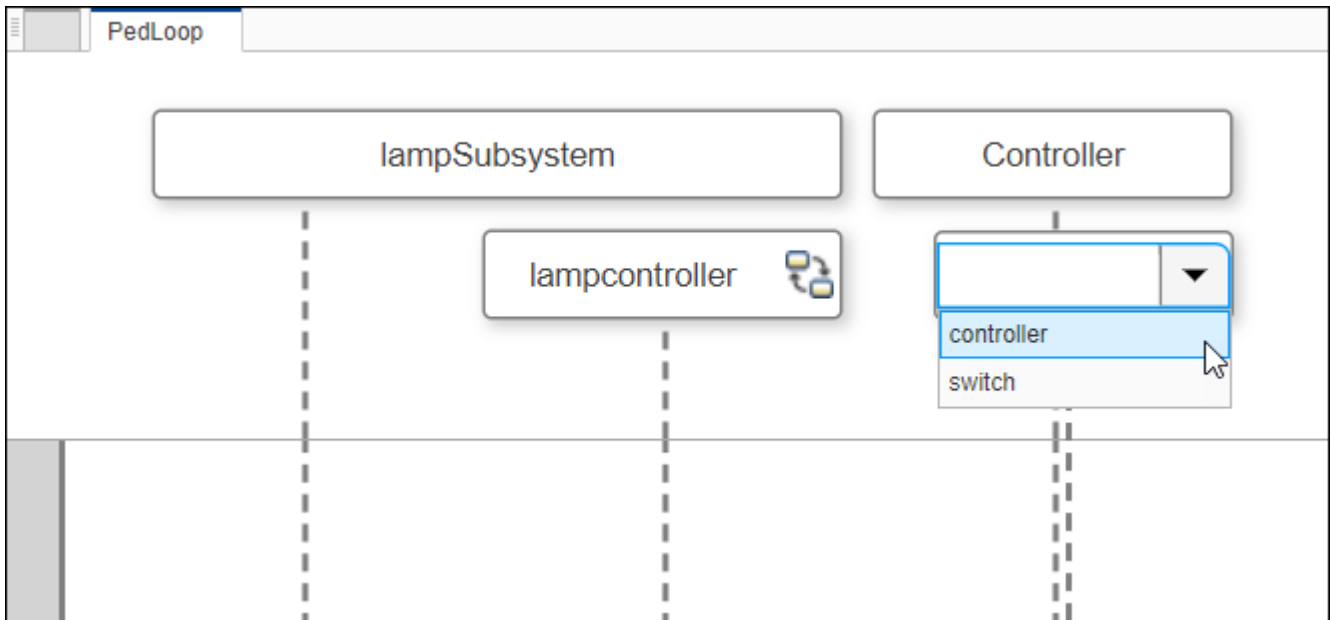 PedLoop
lampSubsystem
Controller
lampcontroller
controller
switch